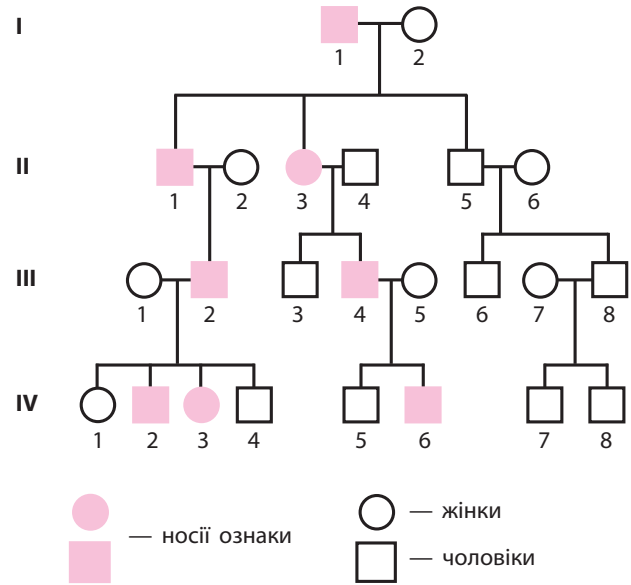 I
1 2
II
1 2 3 4 5 6
III
1 2 3 4 5 6 7 8
IV
1 2 3 4 5 6 7 8
— носії ознаки
— жінки
— чоловіки